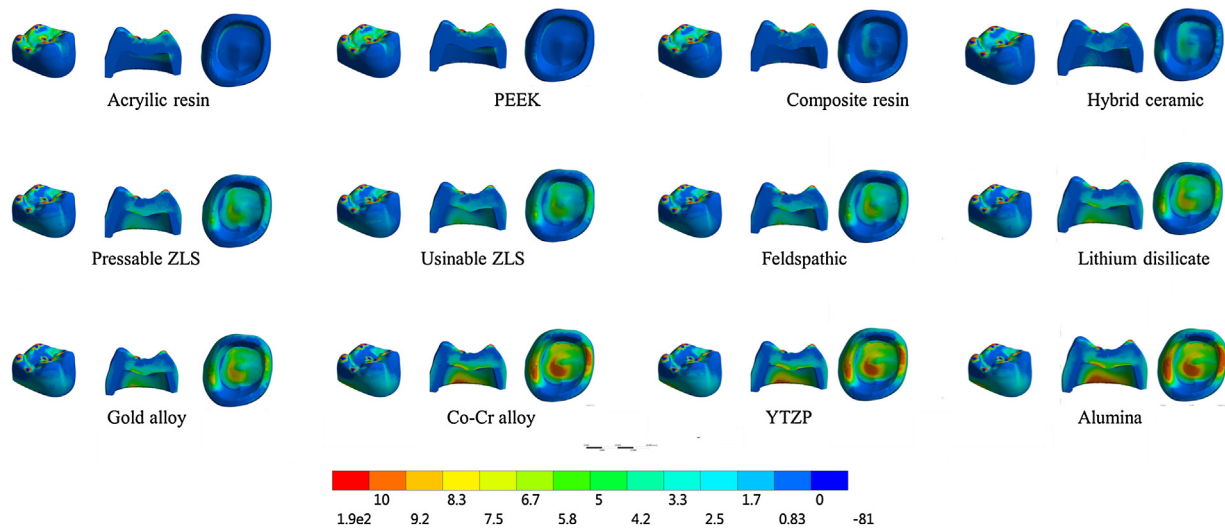 Acryilic resin PEEK Composite resin Hybrid ceramic
Pressable ZLS Usinable ZLS Feldspathic Lithium disilicate
Gold alloy Co-Cr alloy YTZP Alumina
10 8.3 6.7 5 3.3 1.7 0
1.9e2 9.2 7.5 5.8 4.2 2.5 0.83 -81